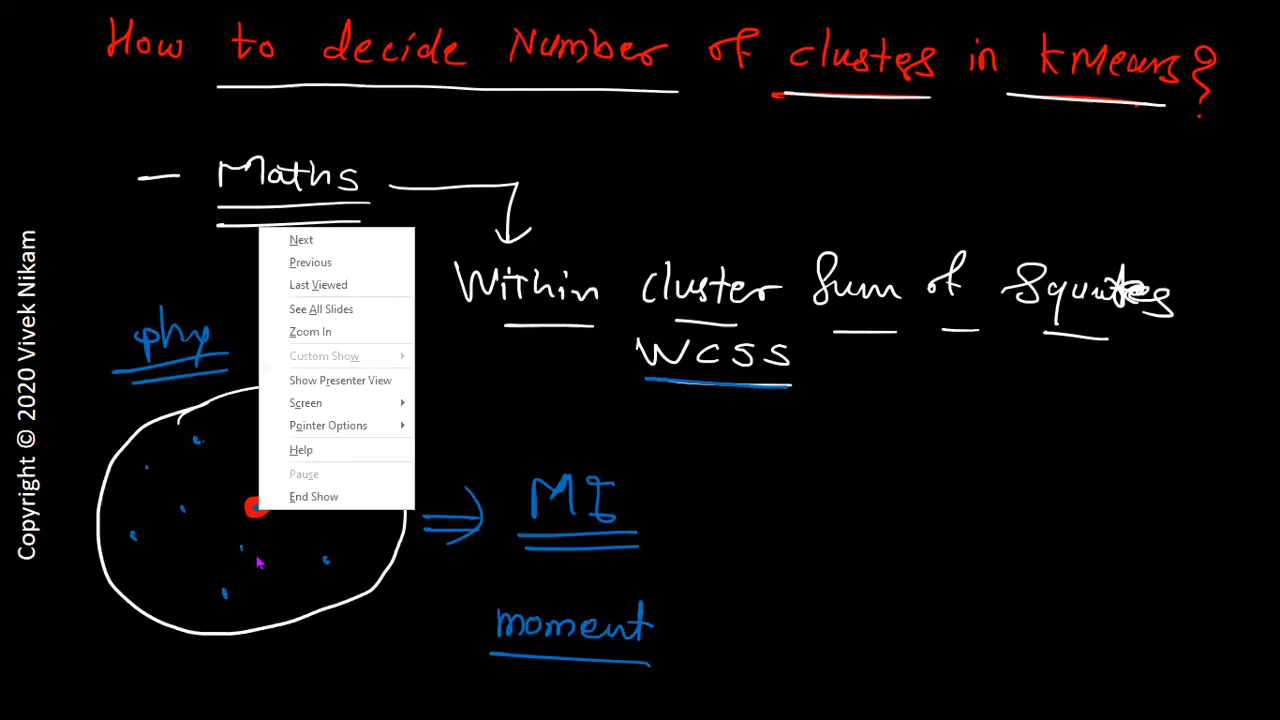 How to decide Number of clustes in kMeans?
- Maths
Within cluster Sum of Squares
WCSS
phy
Next
Previous
Last Viewed
See All Slides
Zoom In
Custom Show
Show Presenter View
Screen
Pointer Options
Help
Pause
End Show
MI
moment
Copyright © 2020 Vivek Nikam